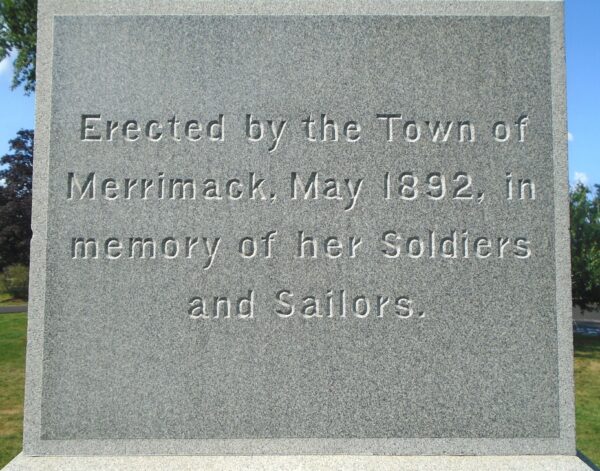 Erected by the Town of
Merrimack, May 1892, in
memory of her Soldiers
and Sailors.